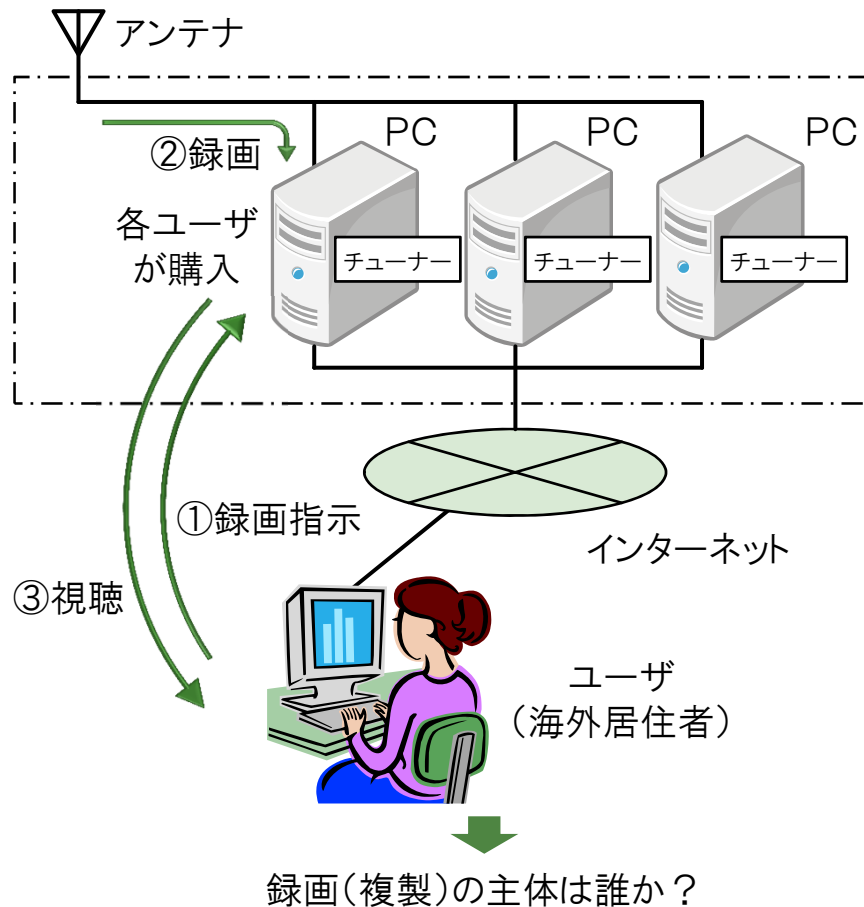 アンテナ
PC
PC
PC
②録画
各ユーザ
が購入
チューナー
チューナー
チューナー
①録画指示
インターネット
③視聴
ユーザ
（海外居住者）
録画（複製）の主体は誰か？